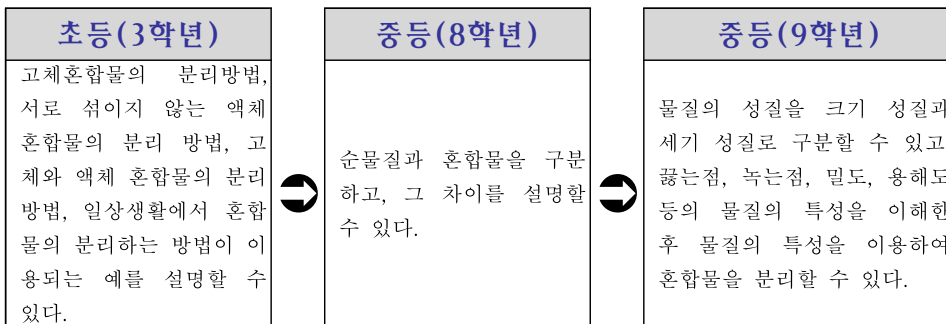 초등(3학년)
고체혼합물의 분리방법,
서로 섞이지 않는 액체
혼합물의 분리 방법, 고
체와 액체 혼합물의 분리
방법, 일상생활에서 혼합
물의 분리하는 방법이 이
용되는 예를 설명할 수
있다.
중등(8학년)
순물질과 혼합물을 구분
하고, 그 차이를 설명할
수 있다.
중등(9학년)
물질의 성질을 크기 성질과
세기 성질로 구분할 수 있고
끓는점, 녹는점, 밀도, 용해도
등의 물질의 특성을 이해한
후 물질의 특성을 이용하여
혼합물을 분리할 수 있다.